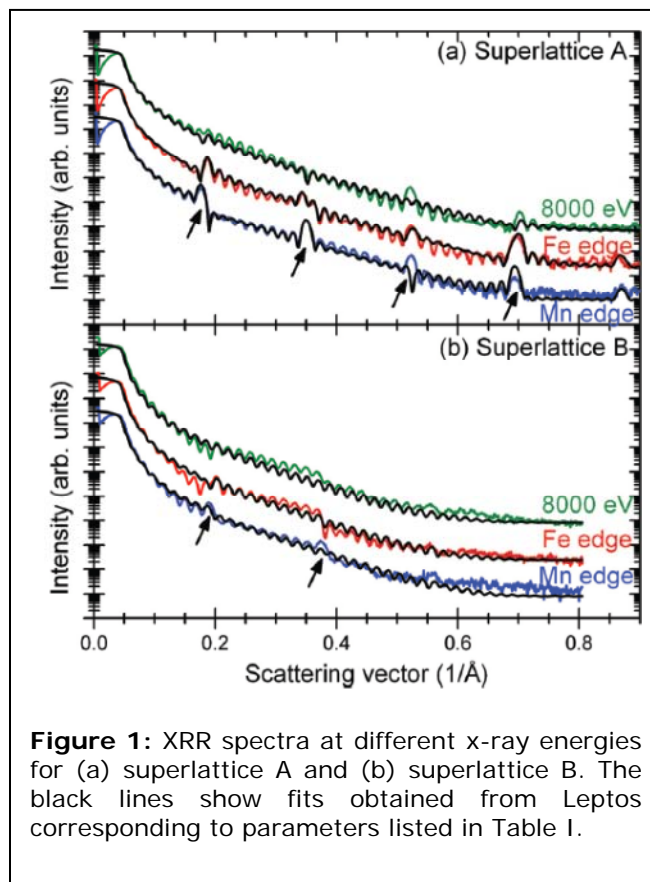 (a) Superlattice A
Intensity (arb. units)
8000 eV
Fe edge
Mn edge
(b) Superlattice B
Intensity (arb. units)
8000 eV
Fe edge
Mn edge
0.0 0.2 0.4 0.6 0.8
Scattering vector (1/Å)
Figure 1: XRR spectra at different x-ray energies
for (a) superlattice A and (b) superlattice B. The
black lines show fits obtained from Leptos
corresponding to parameters listed in Table I.